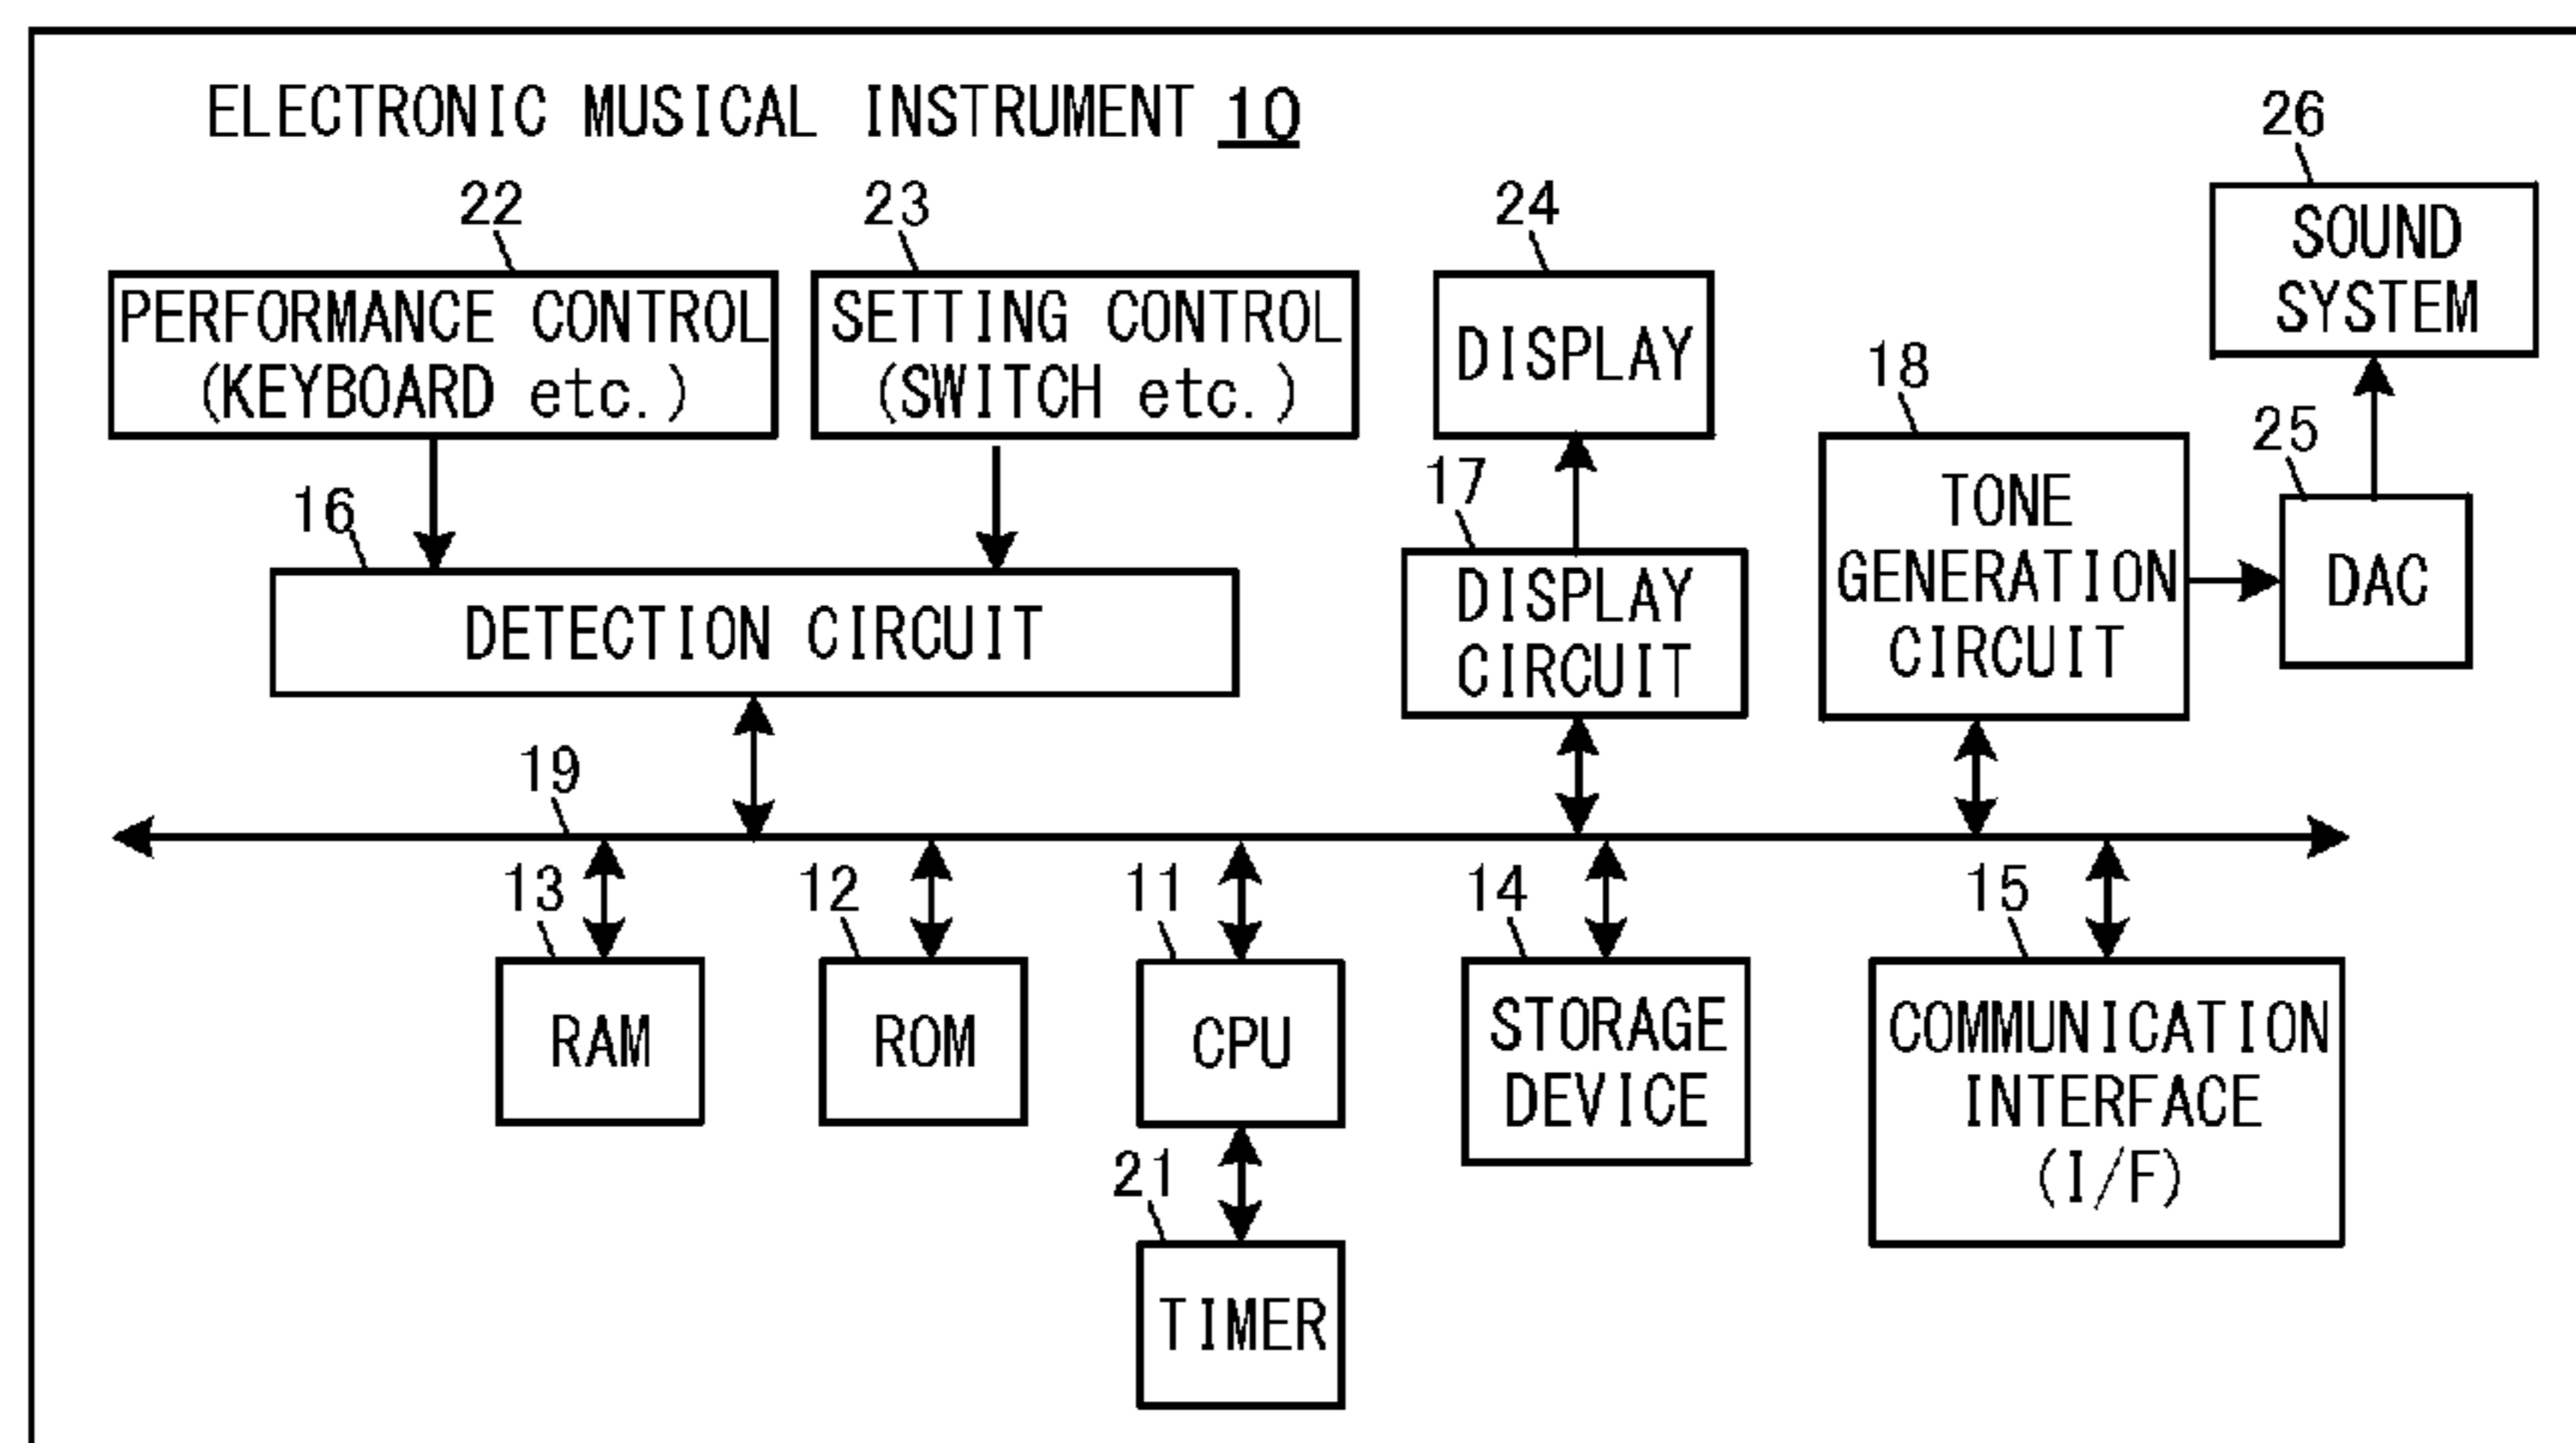 ELECTRONIC MUSICAL INSTRUMENT 10
22
23
24
26
PERFORMANCE CONTROL
(KEYBOARD etc.)
SETTING CONTROL
(SWITCH etc.)
DISPLAY
SOUND
SYSTEM
16
17
18
25
DETECTION CIRCUIT
DISPLAY
CIRCUIT
TONE
GENERATION
CIRCUIT
DAC
19
13
12
11
14
15
RAM
ROM
CPU
STORAGE
DEVICE
COMMUNICATION
INTERFACE
(I/F)
21
TIMER